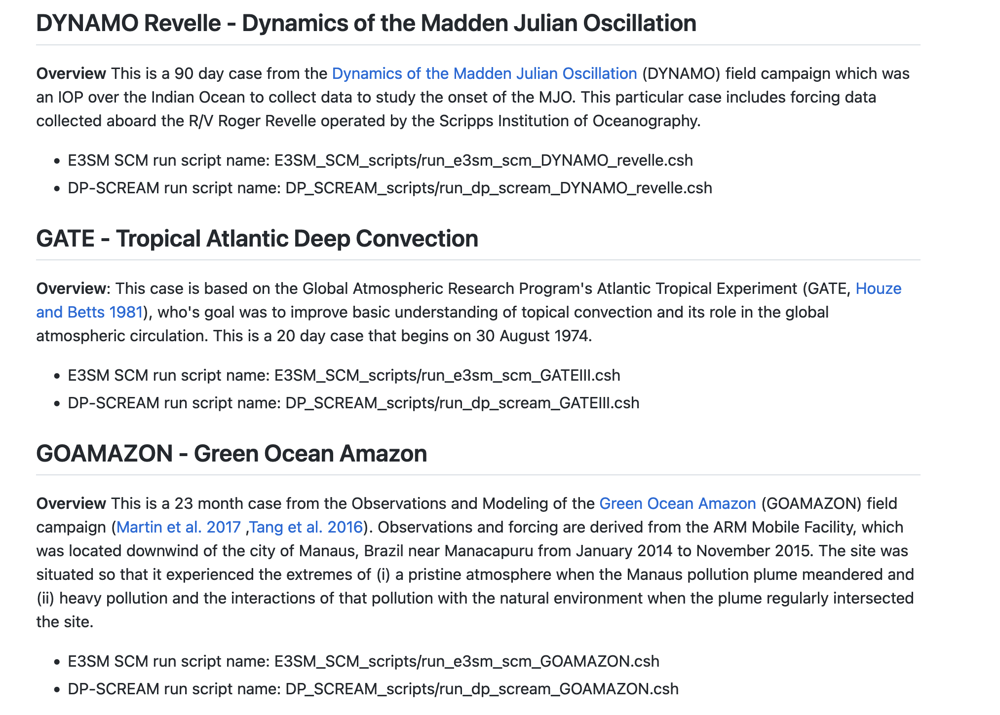 DYNAMO Revelle - Dynamics of the Madden Julian Oscillation
Overview This is a 90 day case from the Dynamics of the Madden Julian Oscillation (DYNAMO) field campaign which was
an IOP over the Indian Ocean to collect data to study the onset of the MJO. This particular case includes forcing data
collected aboard the R/V Roger Revelle operated by the Scripps Institution of Oceanography.
• E3SM SCM run script name: E3SM_SCM_scripts/run_e3sm_scm_DYNAMO_revelle.csh
• DP-SCREAM run script name: DP_SCREAM_scripts/run_dp_scream_DYNAMO_revelle.csh
GATE - Tropical Atlantic Deep Convection
Overview: This case is based on the Global Atmospheric Research Program's Atlantic Tropical Experiment (GATE, Houze
and Betts 1981), who's goal was to improve basic understanding of topical convection and its role in the global
atmospheric circulation. This is a 20 day case that begins on 30 August 1974.
• E3SM SCM run script name: E3SM_SCM_scripts/run_e3sm_scm_GATEIII.csh
• DP-SCREAM run script name: DP_SCREAM_scripts/run_dp_scream_GATEIII.csh
GOAMAZON - Green Ocean Amazon
Overview This is a 23 month case from the Observations and Modeling of the Green Ocean Amazon (GOAMAZON) field
campaign (Martin et al. 2017 ,Tang et al. 2016). Observations and forcing are derived from the ARM Mobile Facility, which
was located downwind of the city of Manaus, Brazil near Manacapuru from January 2014 to November 2015. The site was
situated so that it experienced the extremes of (i) a pristine atmosphere when the Manaus pollution plume meandered and
(ii) heavy pollution and the interactions of that pollution with the natural environment when the plume regularly intersected
the site.
• E3SM SCM run script name: E3SM_SCM_scripts/run_e3sm_scm_GOAMAZON.csh
• DP-SCREAM run script name: DP_SCREAM_scripts/run_dp_scream_GOAMAZON.csh